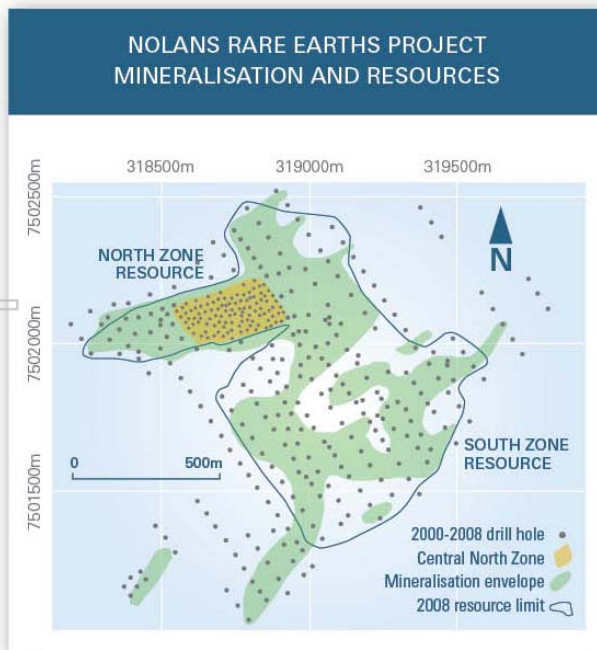 NOLANS RARE EARTHS PROJECT
MINERALISATION AND RESOURCES
318500m
319000m
319500m
7502500m
NORTH ZONE
RESOURCE
N
7502000m
0
500m
SOUTH ZONE
RESOURCE
7501500m
2000-2008 drill hole
Central North Zone
Mineralisation envelope
2008 resource limit